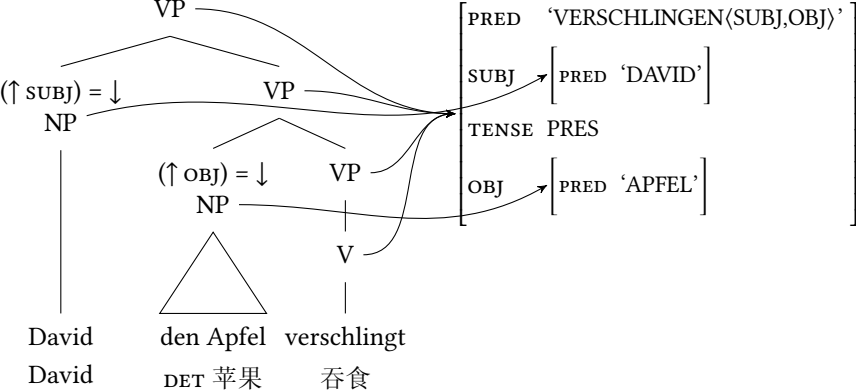 VP
PRED ‘VERSCHLINGEN⟨SUBJ,OBJ⟩’
(↑ SUBJ) = ↓
VP
SUBJ [PRED ‘DAVID’]
NP
TENSE PRES
(↑ OBJ) = ↓
VP
OBJ [PRED ‘APFEL’]
NP
V
David den Apfel verschlingt
David DET 苹果 吞食